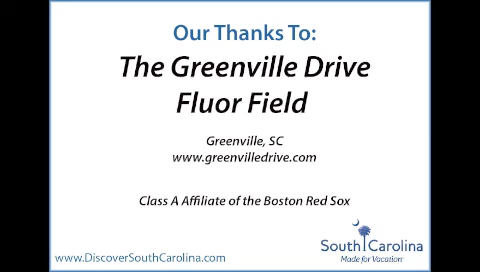 Our Thanks To:
The Greenville Drive
Fluor Field
Greenville, SC
www.greenvilledrive.com
Class A Affiliate of the Boston Red Sox
South Carolina
Made for Vacation
www.DiscoverSouthCarolina.com